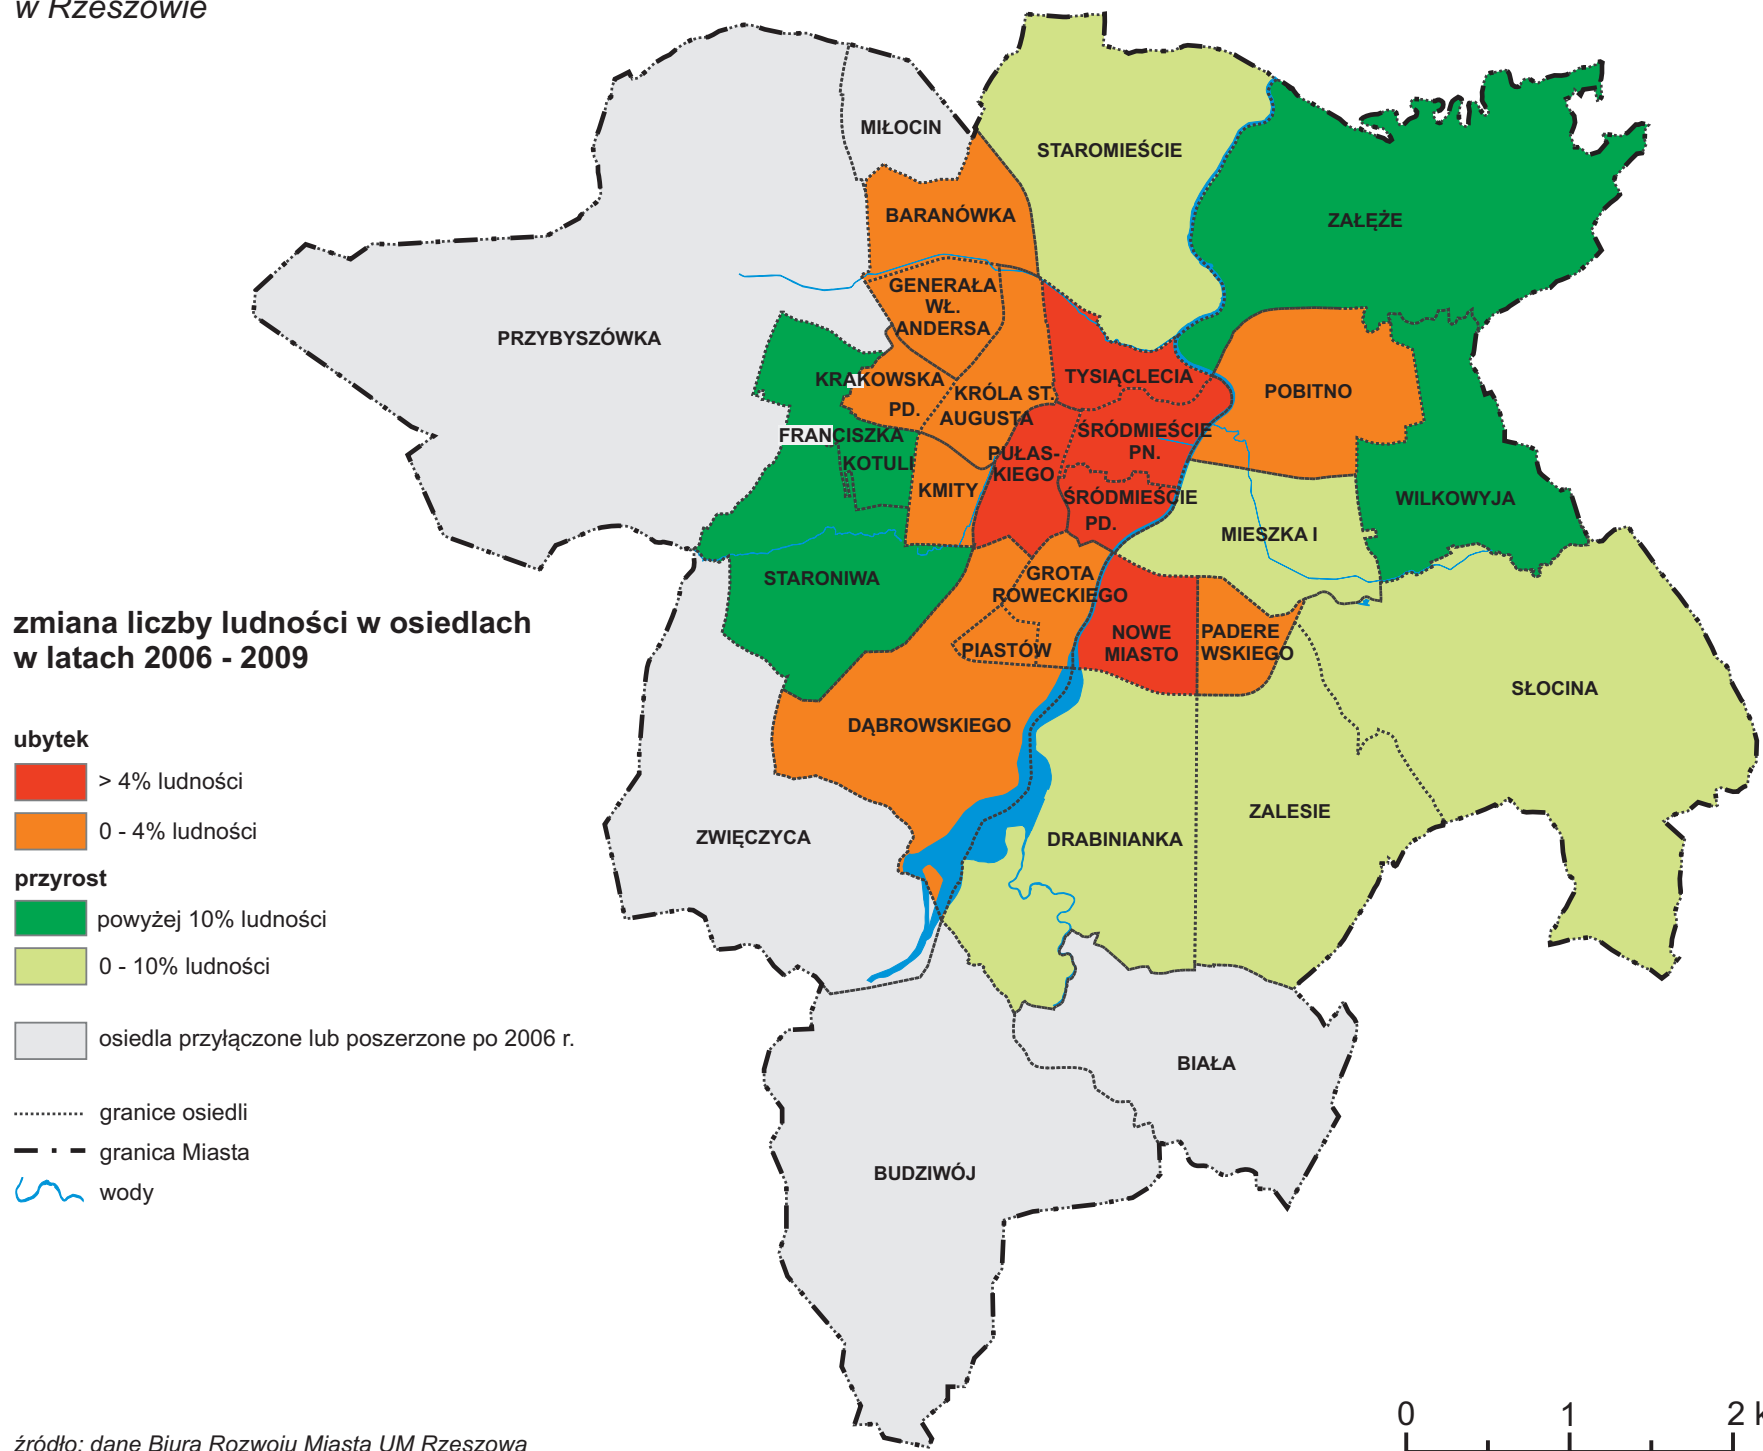 w Rzeszowie
MIŁOCIN
STAROMIEŚCIE
BARANÓWKA
ZAŁĘŻE
GENERAŁA
WŁ.
ANDERSA
PRZYBYSZÓWKA
KRAKOWSKA
PD.
KRÓLA ST.
AUGUSTA
TYSIĄCLECIA
POBITNO
FRANCISZKA
KOTULI
PUŁAS-
KIEGO
ŚRÓDMIEŚCIE
PN.
KMITY
ŚRÓDMIEŚCIE
PD.
WILKOWYJA
MIESZKA I
STARONIWA
GROTA
ROWECKIEGO
PIASTÓW
NOWE
MIASTO
PADERE
WSKIEGO
SŁOCINA
DĄBROWSKIEGO
ZWIĘCZYCA
DRABINIANKA
ZALESIE
BIAŁA
BUDZIWÓJ
zmiana liczby ludności w osiedlach
w latach 2006 - 2009
ubytek
> 4% ludności
0 - 4% ludności
przyrost
powyżej 10% ludności
0 - 10% ludności
osiedla przyłączone lub poszerzone po 2006 r.
granice osiedli
granica Miasta
wody
0 1 2 k
źródło: dane Biura Rozwoju Miasta UM Rzeszowa